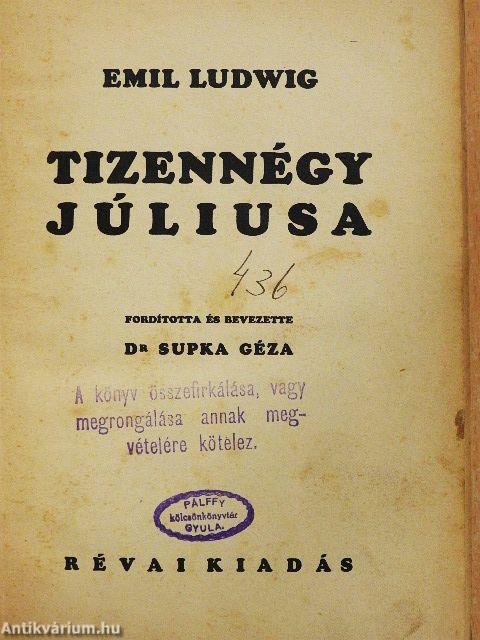 EMIL LUDWIG
TIZENNÉGY
JÚLIUSA
436
FORDÍTOTTA ÉS BEVEZETTE
DR SUPKA GÉZA
A könyv összefirkálása, vagy
megrongálása annak meg-
vételére kötelez.
PÁLFFY
kölcsönkönyvtár
GYULA.
RÉVAI KIADÁS
Antikvárium.hu